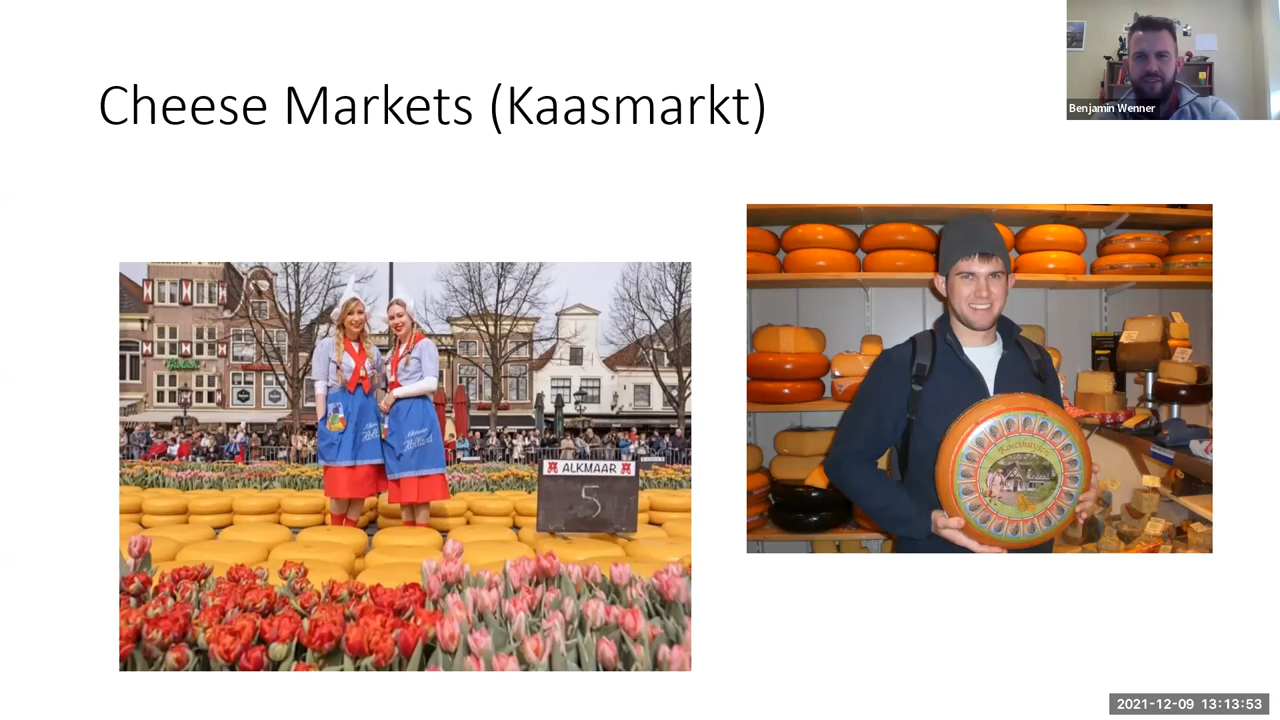 Cheese Markets (Kaasmarkt)
Benjamin Wenner
ALKMAAR
5
2021-12-09 13:13:53